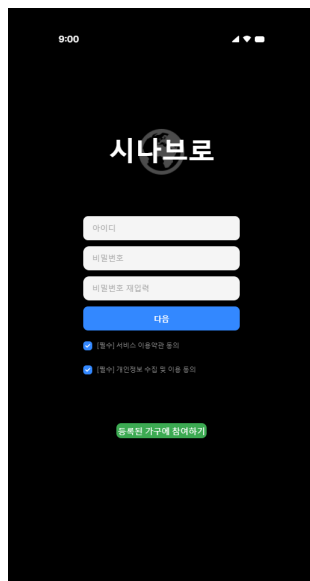 9:00
시나브로
아이디
비밀번호
비밀번호 재입력
다음
[필수] 서비스 이용약관 동의
[필수] 개인정보 수집 및 이용 동의
등록된 가구에 참여하기